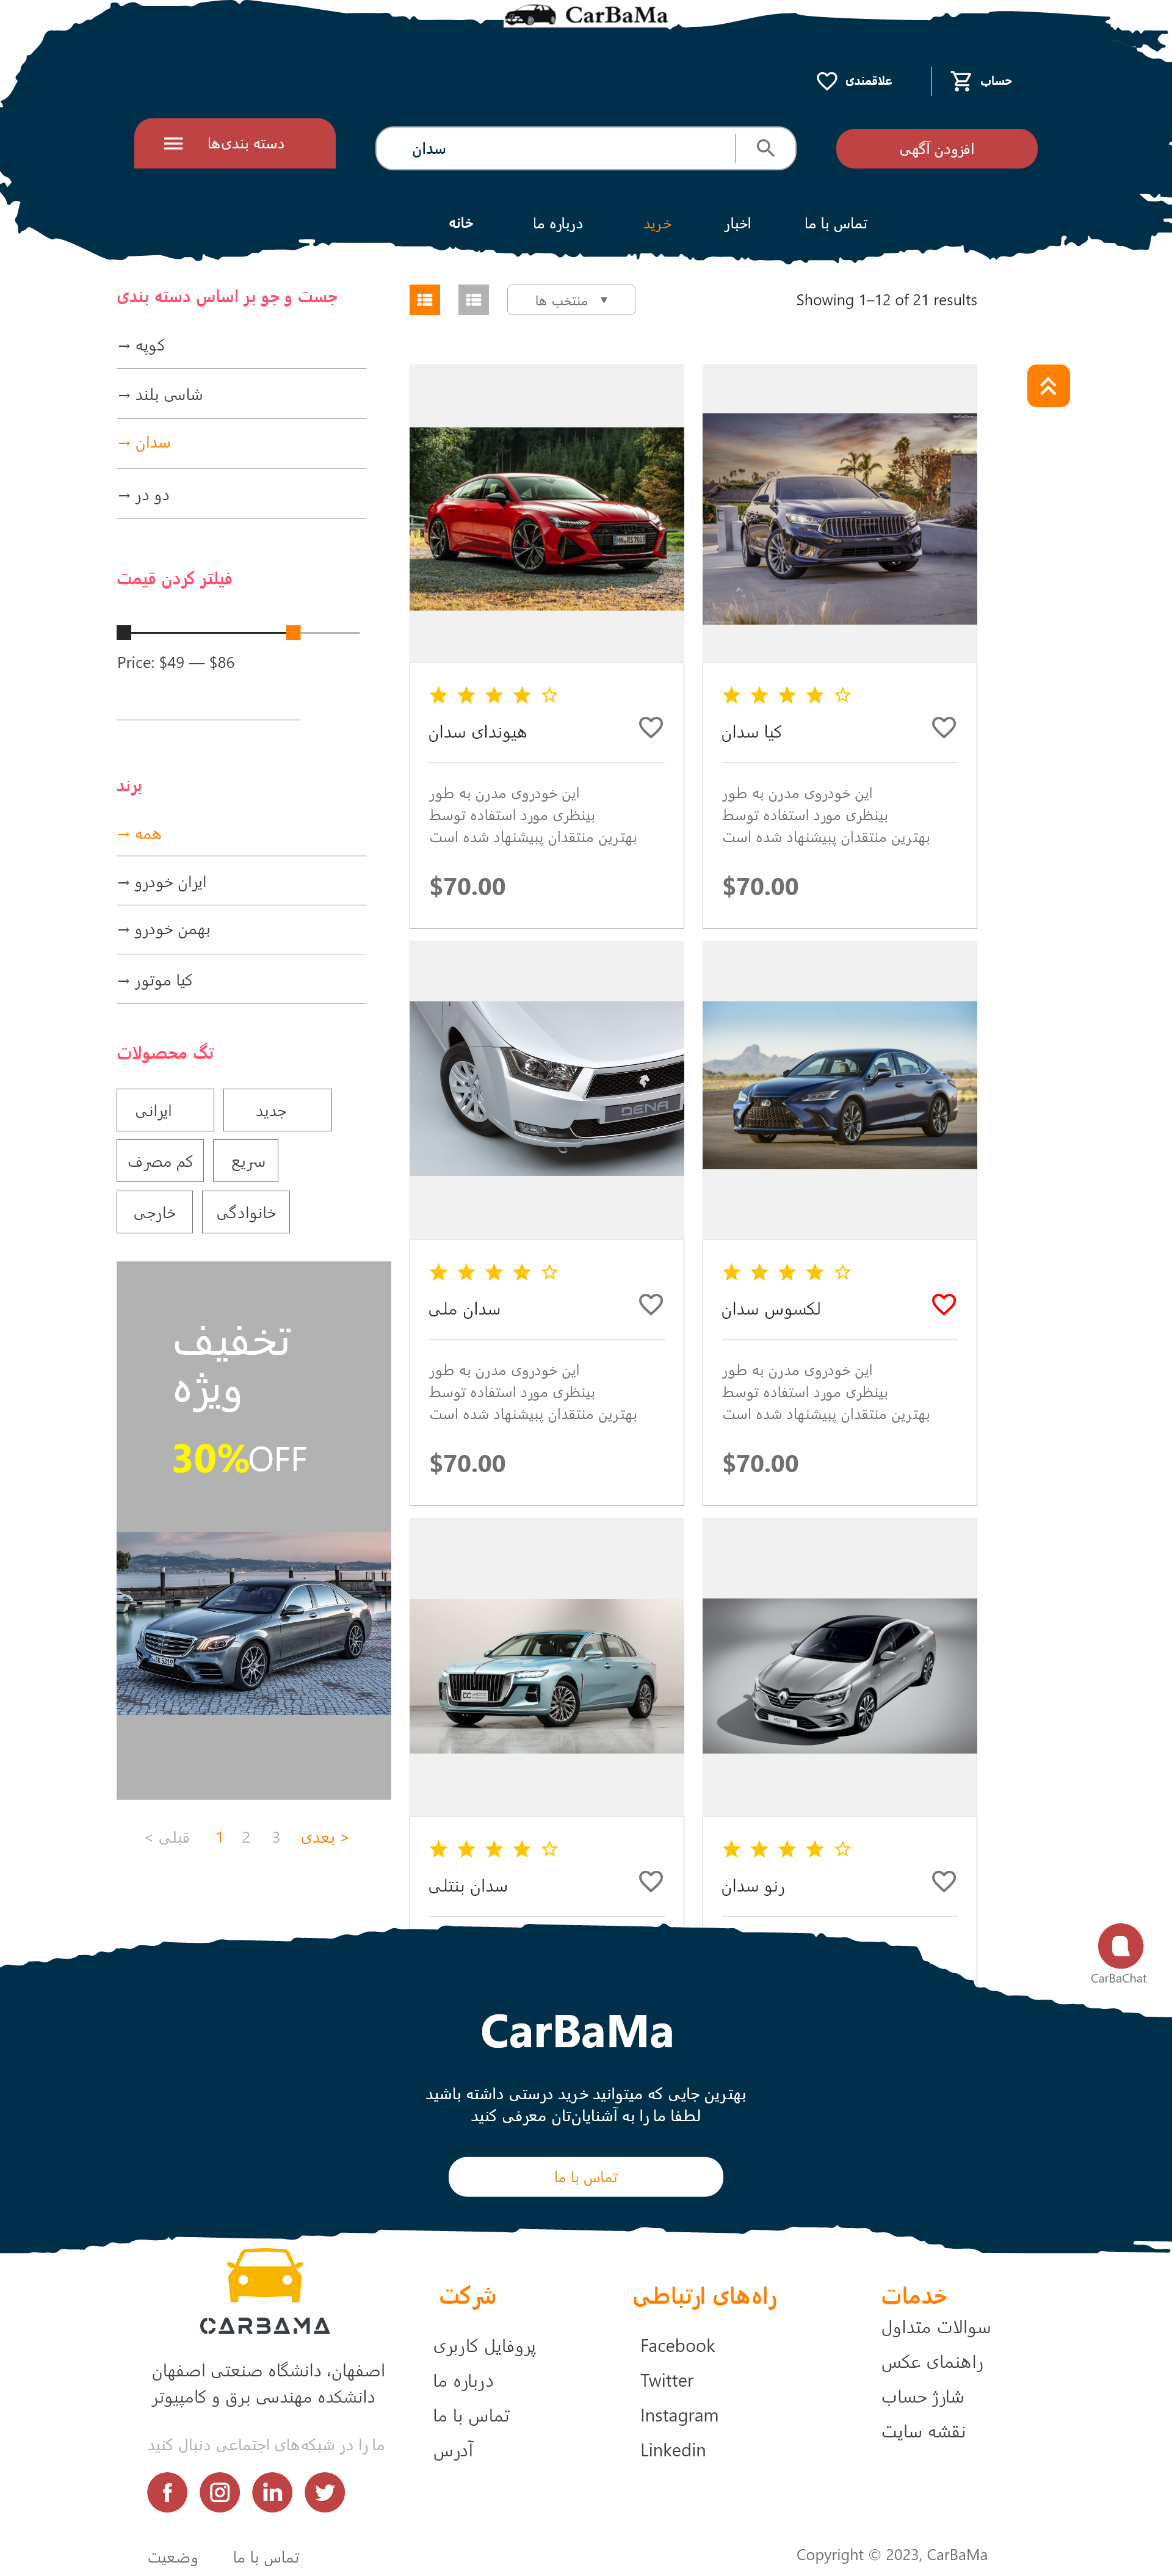 CarBaMa
علاقمندی
حساب
دسته بندی‌ها
سدان
افزودن آگهی
خانه
درباره ما
خرید
اخبار
تماس با ما
جست و جو بر اساس دسته بندی
→ کوپه
→ شاسی بلند
→ سدان
→ دو در
فیلتر کردن قیمت
Price: $49 — $86
برند
→ همه
→ ایران خودرو
→ بهمن خودرو
→ کیا موتور
تگ محصولات
ایرانی
جدید
کم مصرف
سریع
خارجی
خانوادگی
تخفیف
ویژه
30%OFF
< قبلی
1
2
3
بعدی >
منتخب ها ▼
Showing 1–12 of 21 results
هیوندای سدان
این خودروی مدرن به طور
بینظری مورد استفاده توسط
بهترین منتقدان پیشنهاد شده است
$70.00
کیا سدان
این خودروی مدرن به طور
بینظری مورد استفاده توسط
بهترین منتقدان پیشنهاد شده است
$70.00
DENA
سدان ملی
این خودروی مدرن به طور
بینظری مورد استفاده توسط
بهترین منتقدان پیشنهاد شده است
$70.00
لکسوس سدان
این خودروی مدرن به طور
بینظری مورد استفاده توسط
بهترین منتقدان پیشنهاد شده است
$70.00
سدان بنتلی
رنو سدان
CarBaChat
CarBaMa
بهترین جایی که میتوانید خرید درستی داشته باشید
لطفا ما را به آشنایان‌تان معرفی کنید
تماس با ما
CARBAMA
اصفهان، دانشگاه صنعتی اصفهان
دانشکده مهندسی برق و کامپیوتر
ما را در شبکه‌های اجتماعی دنبال کنید
وضعیت
تماس با ما
شرکت
پروفایل کاربری
درباره ما
تماس با ما
آدرس
راه‌های ارتباطی
Facebook
Twitter
Instagram
Linkedin
خدمات
سوالات متداول
راهنمای عکس
شارژ حساب
نقشه سایت
Copyright © 2023, CarBaMa